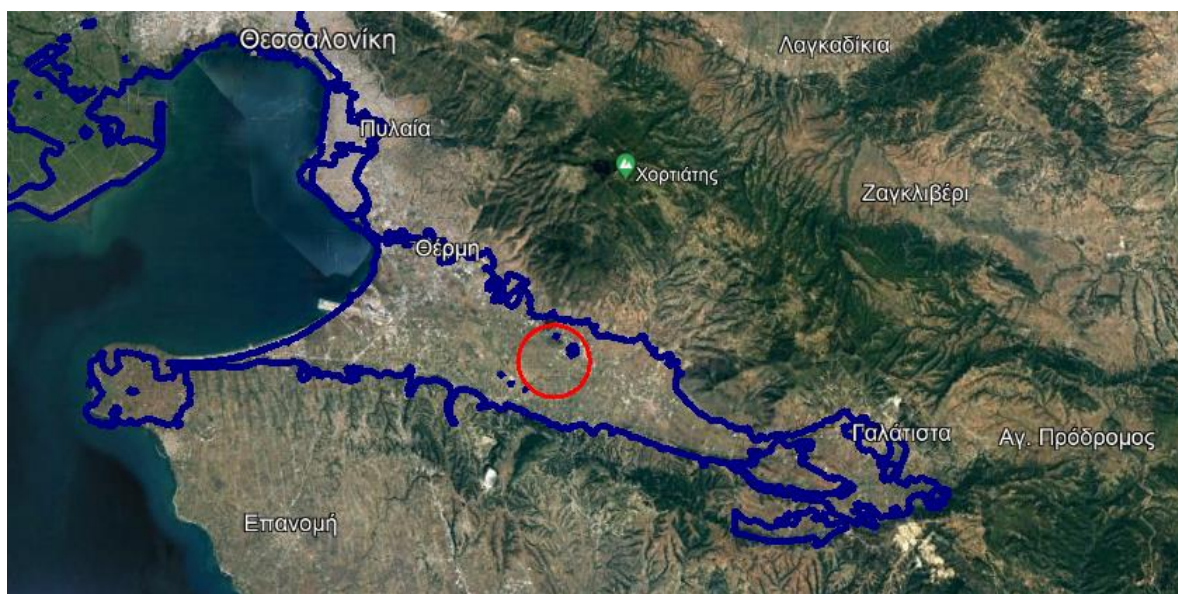 Θεσσαλονίκη
Λαγκαδίκια
Πυλαία
Χορτιάτης
Ζαγκλιβέρι
Θέρμη
Γαλάτιστα
Αγ. Πρόδρομος
Επανομή